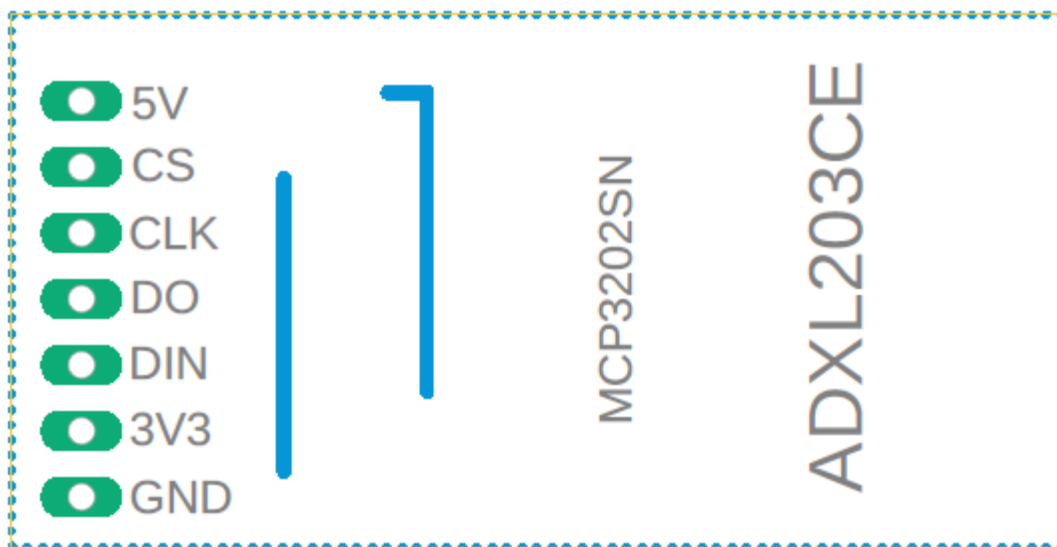 5V
CS
CLK
DO
DIN
3V3
GND
MCP3202SN
ADXL203CE